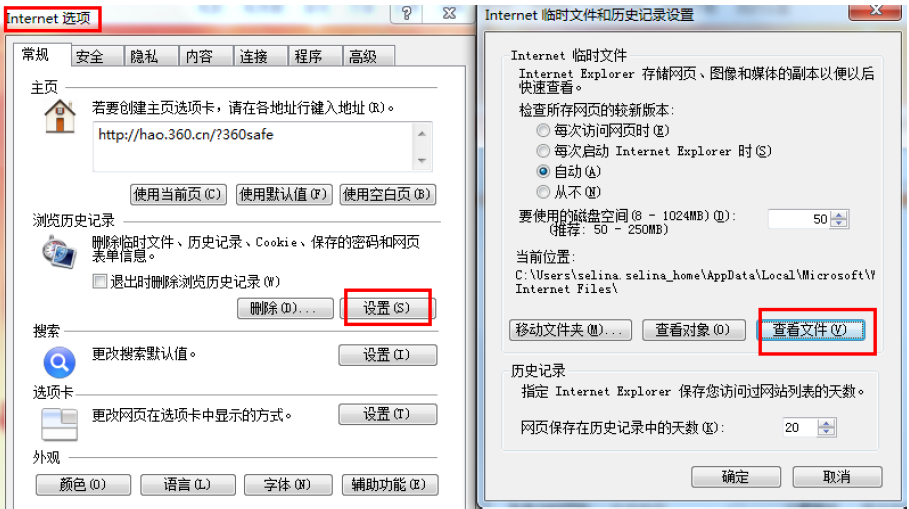 Internet 选项
常规
安全
隐私
内容
连接
程序
高级
主页
若要创建主页选项卡，请在各地址行键入地址(R)。
http://hao.360.cn/?360safe
使用当前页(C)
使用默认值(F)
使用空白页(B)
浏览历史记录
删除临时文件、历史记录、Cookie、保存的密码和网页
表单信息。
退出时删除浏览历史记录(W)
删除(D)...
设置(S)
搜索
更改搜索默认值。
设置(I)
选项卡
更改网页在选项卡中显示的方式。
设置(T)
外观
颜色(O)
语言(L)
字体(N)
辅助功能(E)
Internet 临时文件和历史记录设置
Internet 临时文件
Internet Explorer 存储网页、图像和媒体的副本以便以后
快速查看。
检查所存网页的较新版本:
每次访问网页时(E)
每次启动 Internet Explorer 时(S)
自动(A)
从不(N)
要使用的磁盘空间(8 - 1024MB)(D):
50
(推荐: 50 - 250MB)
当前位置:
C:\Users\selina.selina_home\AppData\Local\Microsoft\
Internet Files\
移动文件夹(M)...
查看对象(O)
查看文件(V)
历史记录
指定 Internet Explorer 保存您访问过网站列表的天数。
网页保存在历史记录中的天数(K):
20
确定
取消